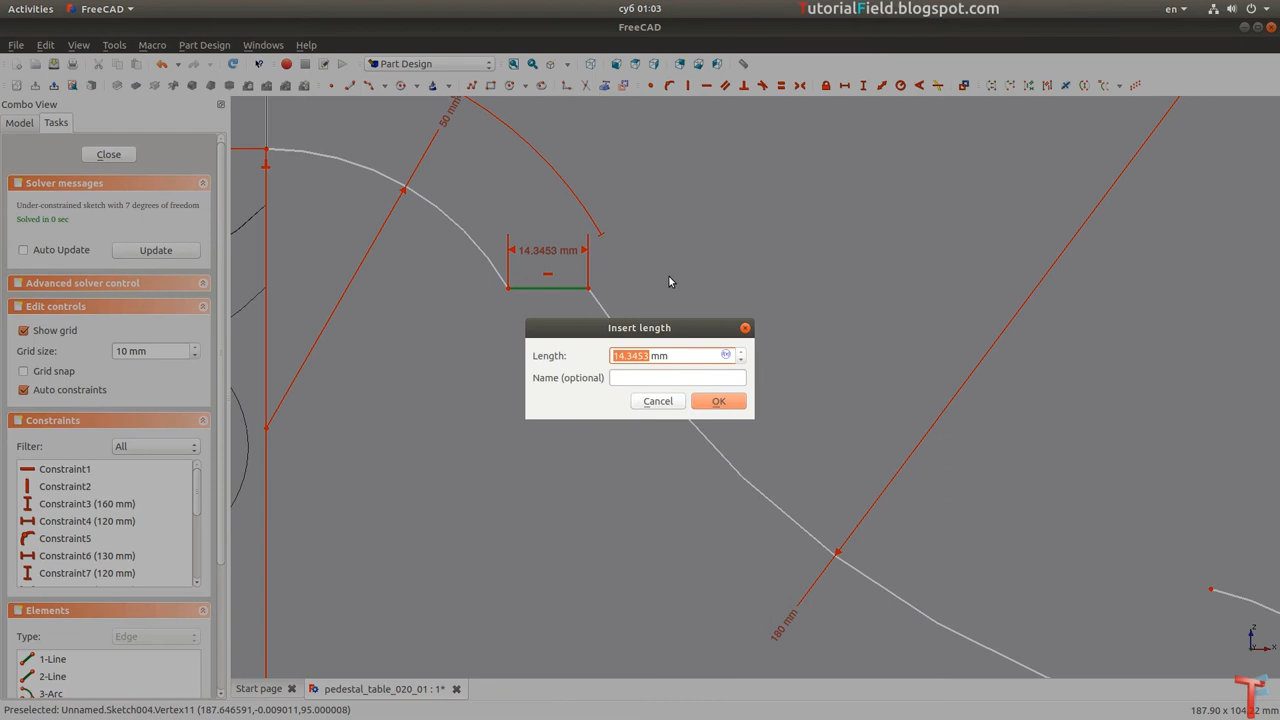 Activities
FreeCAD
суб 01:03
TutorialField.blogspot.com
en
FreeCAD
File Edit View Tools Macro Part Design Windows Help
Part Design
Combo View
Model Tasks
Close
Solver messages
Under-constrained sketch with 7 degrees of freedom
Solved in 0 sec
Auto Update Update
Advanced solver control
Edit controls
Show grid
Grid size: 10 mm
Grid snap
Auto constraints
Constraints
Filter: All
Constraint1
Constraint2
Constraint3 (160 mm)
Constraint4 (120 mm)
Constraint5
Constraint6 (130 mm)
Constraint7 (120 mm)
Elements
Type: Edge
1-Line
2-Line
3-Arc
50 mm
14.3453 mm
180 mm
Insert length
Length: 14.3453 mm
Name (optional)
Cancel OK
z
x
Start page pedestal_table_020_01 : 1*
Preselected: Unnamed.Sketch004.Vertex11 (187.646591,-0.009011,95.000008)
187.90 x 104.22 mm